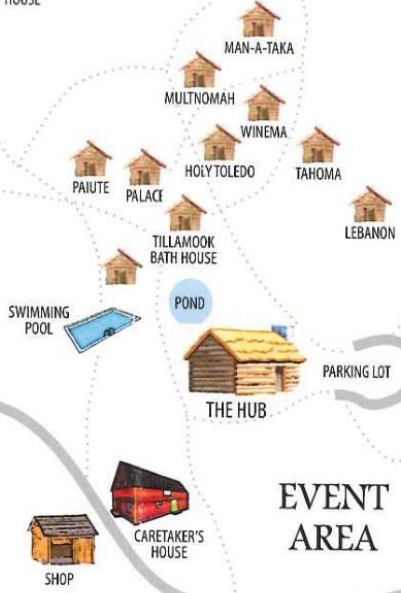 HOUSE
MAN-A-TAKA
MULTNOMAH
WINEMA
HOLY TOLEDO
TAHOMA
PAIUTE
PALACE
LEBANON
TILLAMOOK
BATH HOUSE
SWIMMING
POOL
POND
PARKING LOT
THE HUB
EVENT
AREA
CARETAKER'S
HOUSE
SHOP